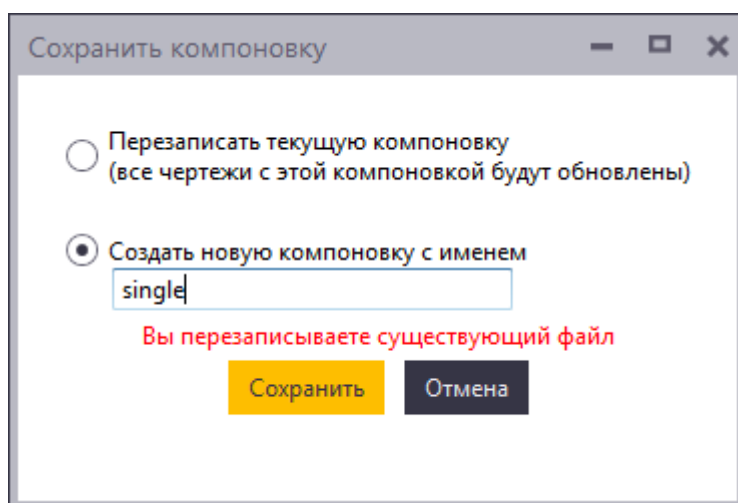 Сохранить компоновку
Перезаписать текущую компоновку
(все чертежи с этой компоновкой будут обновлены)
Создать новую компоновку с именем
single
Вы перезаписываете существующий файл
Сохранить Отмена